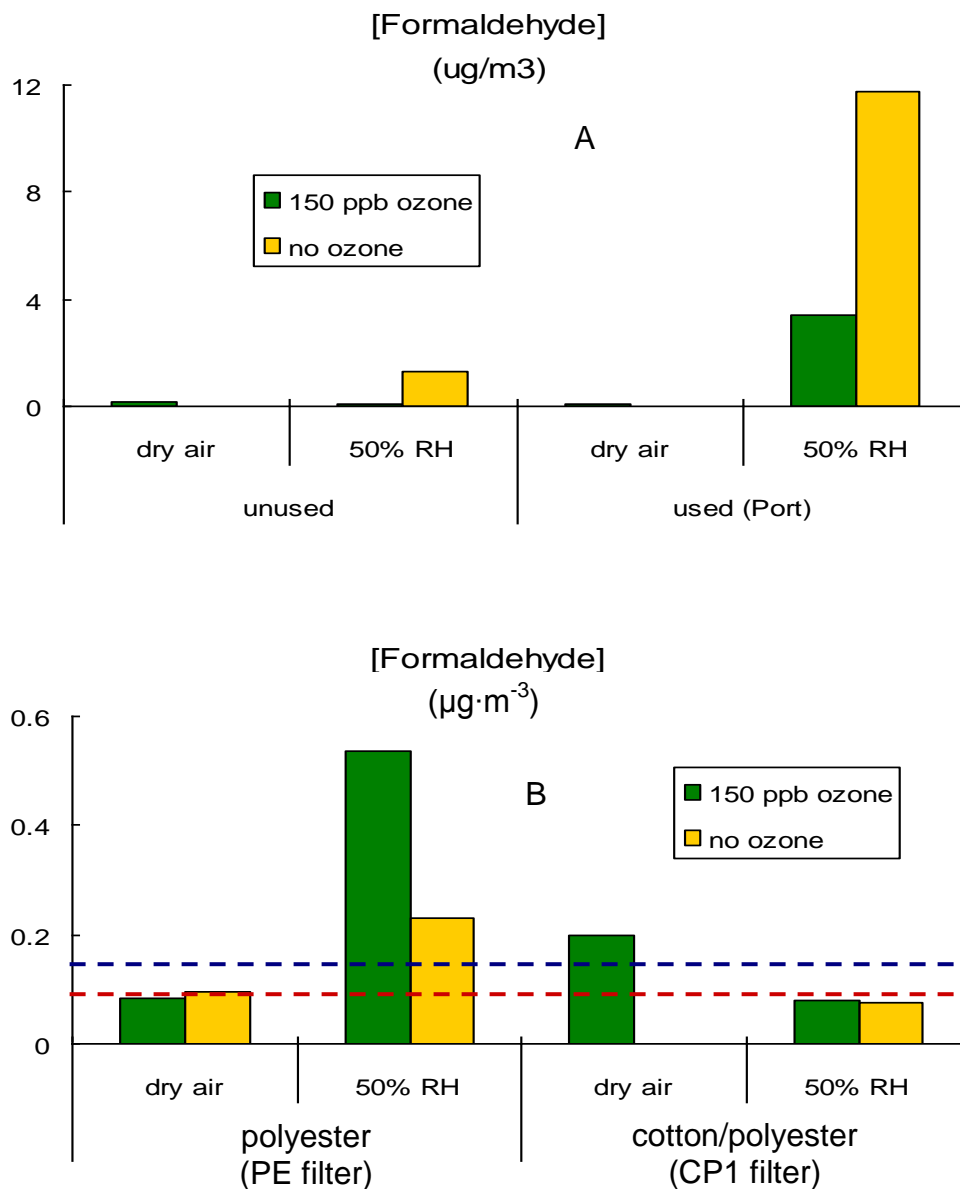 [Formaldehyde]
(ug/m3)
12
A
150 ppb ozone
8
no ozone
4
0
dry air 50% RH dry air 50% RH
unused used (Port)
[Formaldehyde]
(µg·m⁻³)
0.6
B
150 ppb ozone
no ozone
0.4
0.2
0
dry air 50% RH dry air 50% RH
polyester cotton/polyester
(PE filter) (CP1 filter)